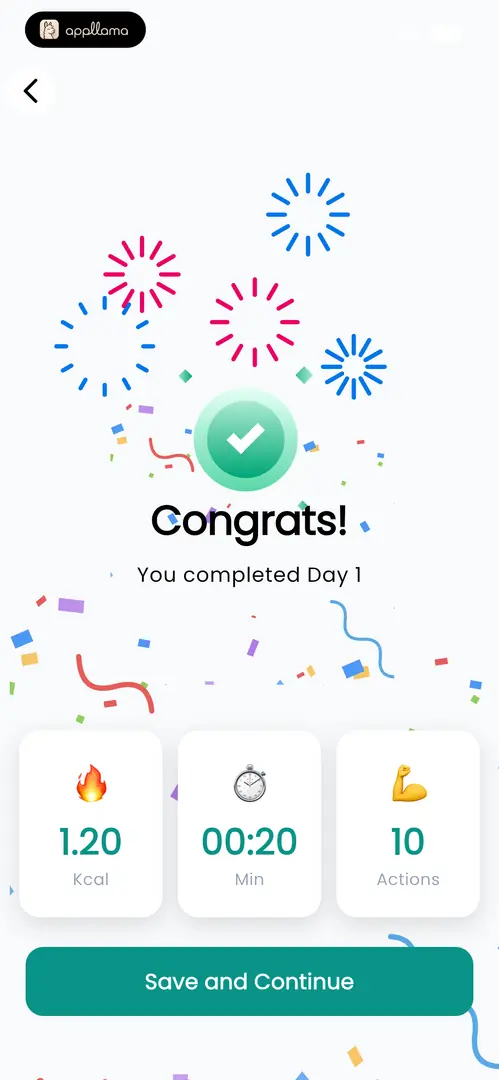 appllama
Congrats!
You completed Day 1
1.20
00:20
10
Kcal
Min
Actions
Save and Continue